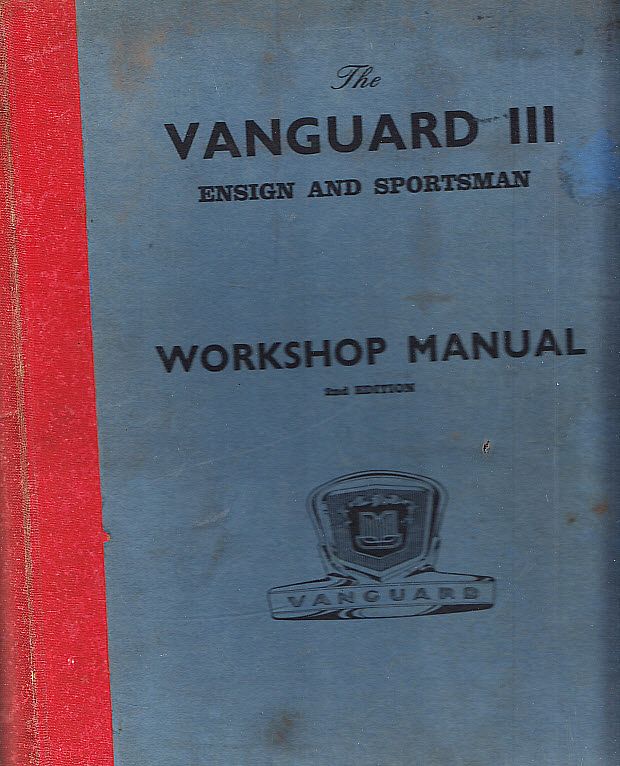 The
VANGUARD III
ENSIGN AND SPORTSMAN
WORKSHOP MANUAL
2nd EDITION
VANGUARD